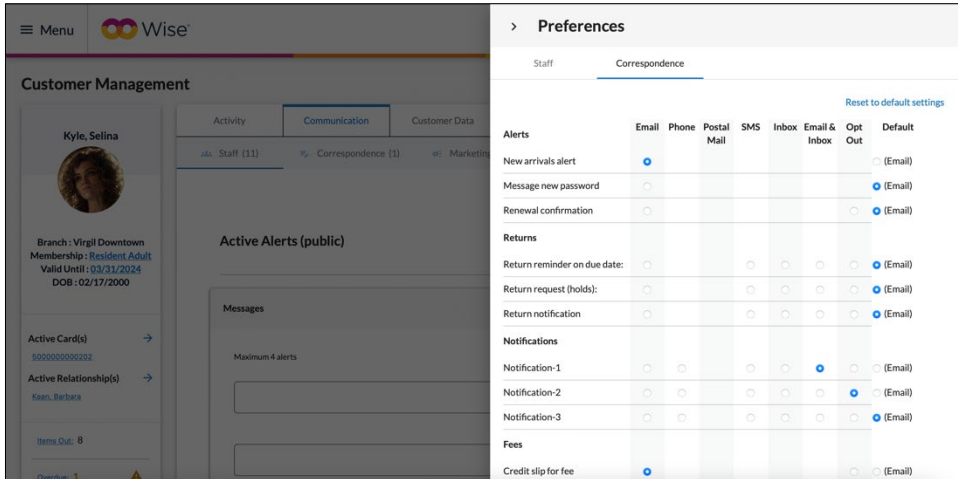 Menu
Wise
Customer Management
Kyle, Selina
Branch : Virgil Downtown
Membership : Resident Adult
Valid Until : 03/31/2024
DOB : 02/17/2000
Active Card(s)
5000000000202
Active Relationship(s)
Kean, Barbara
Items Out: 8
Overdue: 1
Activity Communication Customer Data
Staff (11) Correspondence (1) Marketing
Active Alerts (public)
Messages
Maximum 4 alerts
Preferences
Staff Correspondence
Reset to default settings
Alerts Email Phone Postal Mail SMS Inbox Email & Inbox Opt Out Default
New arrivals alert (Email)
Message new password (Email)
Renewal confirmation (Email)
Returns
Return reminder on due date: (Email)
Return request (holds): (Email)
Return notification (Email)
Notifications
Notification-1 (Email)
Notification-2 (Email)
Notification-3 (Email)
Fees
Credit slip for fee (Email)